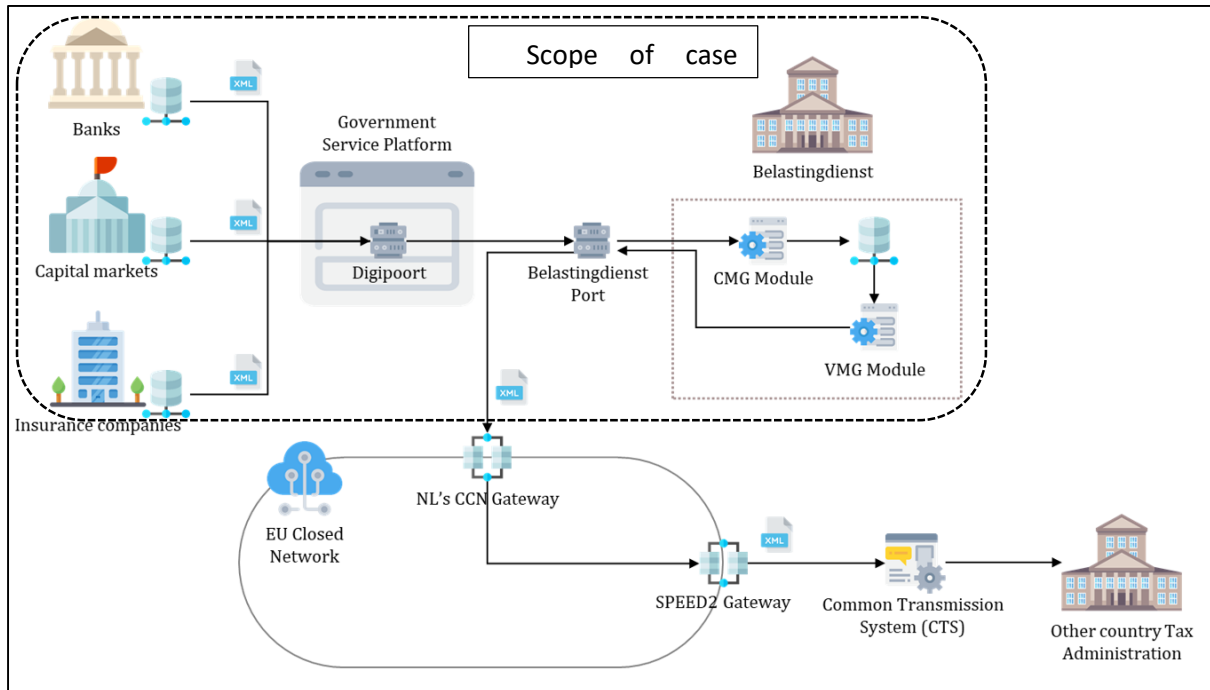 Scope of case
XML
Banks
Government
Service Platform
Belastingdienst
XML
Capital markets
Digipoort
Belastingdienst
Port
CMG Module
VMG Module
XML
XML
Insurance companies
NL's CCN Gateway
EU Closed
Network
XML
SPEED2 Gateway
Common Transmission
System (CTS)
Other country Tax
Administration